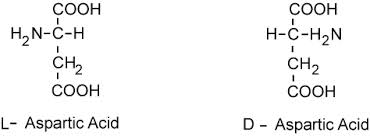 COOH COOH
H₂N-C-H H-C-H₂N
CH₂ CH₂
COOH COOH
L- Aspartic Acid D - Aspartic Acid